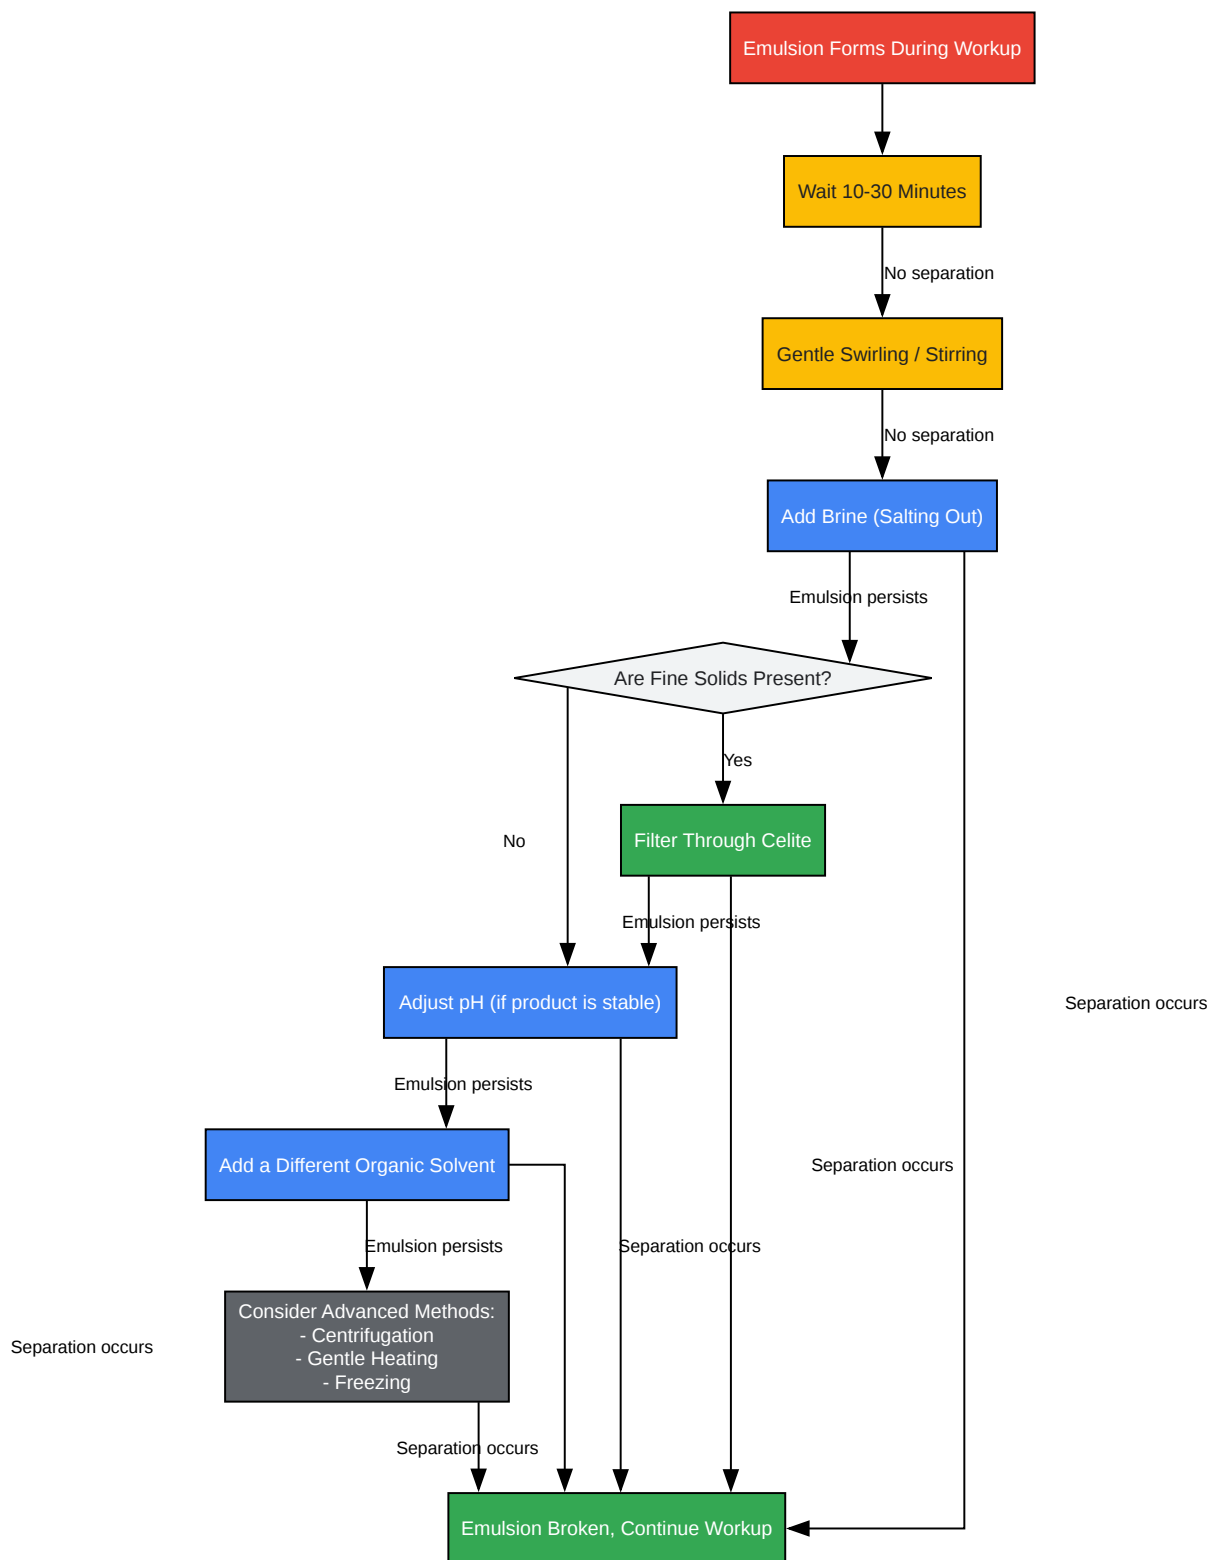 Emulsion Forms During Workup
Wait 10-30 Minutes
No separation
Gentle Swirling / Stirring
No separation
Add Brine (Salting Out)
Emulsion persists
Are Fine Solids Present?
Yes
No
Filter Through Celite
Emulsion persists
Adjust pH (if product is stable)
Separation occurs
Emulsion persists
Add a Different Organic Solvent
Separation occurs
Emulsion persists
Separation occurs
Consider Advanced Methods:
- Centrifugation
- Gentle Heating
- Freezing
Separation occurs
Separation occurs
Emulsion Broken, Continue Workup